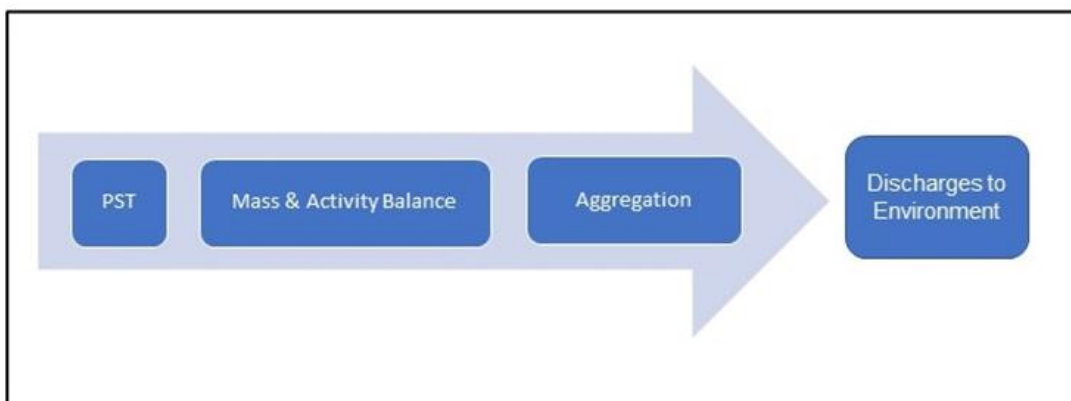 PST
Mass & Activity Balance
Aggregation
Discharges to
Environment